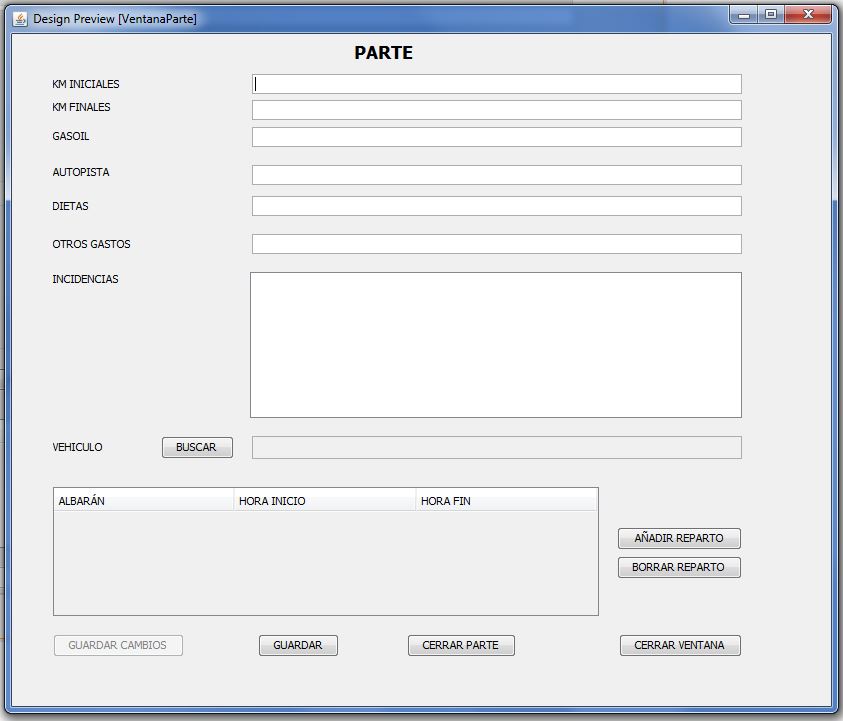 Design Preview [VentanaParte]
PARTE
KM INICIALES
KM FINALES
GASOIL
AUTOPISTA
DIETAS
OTROS GASTOS
INCIDENCIAS
VEHICULO BUSCAR
ALBARÁN HORA INICIO HORA FIN
AÑADIR REPARTO
BORRAR REPARTO
GUARDAR CAMBIOS GUARDAR CERRAR PARTE CERRAR VENTANA